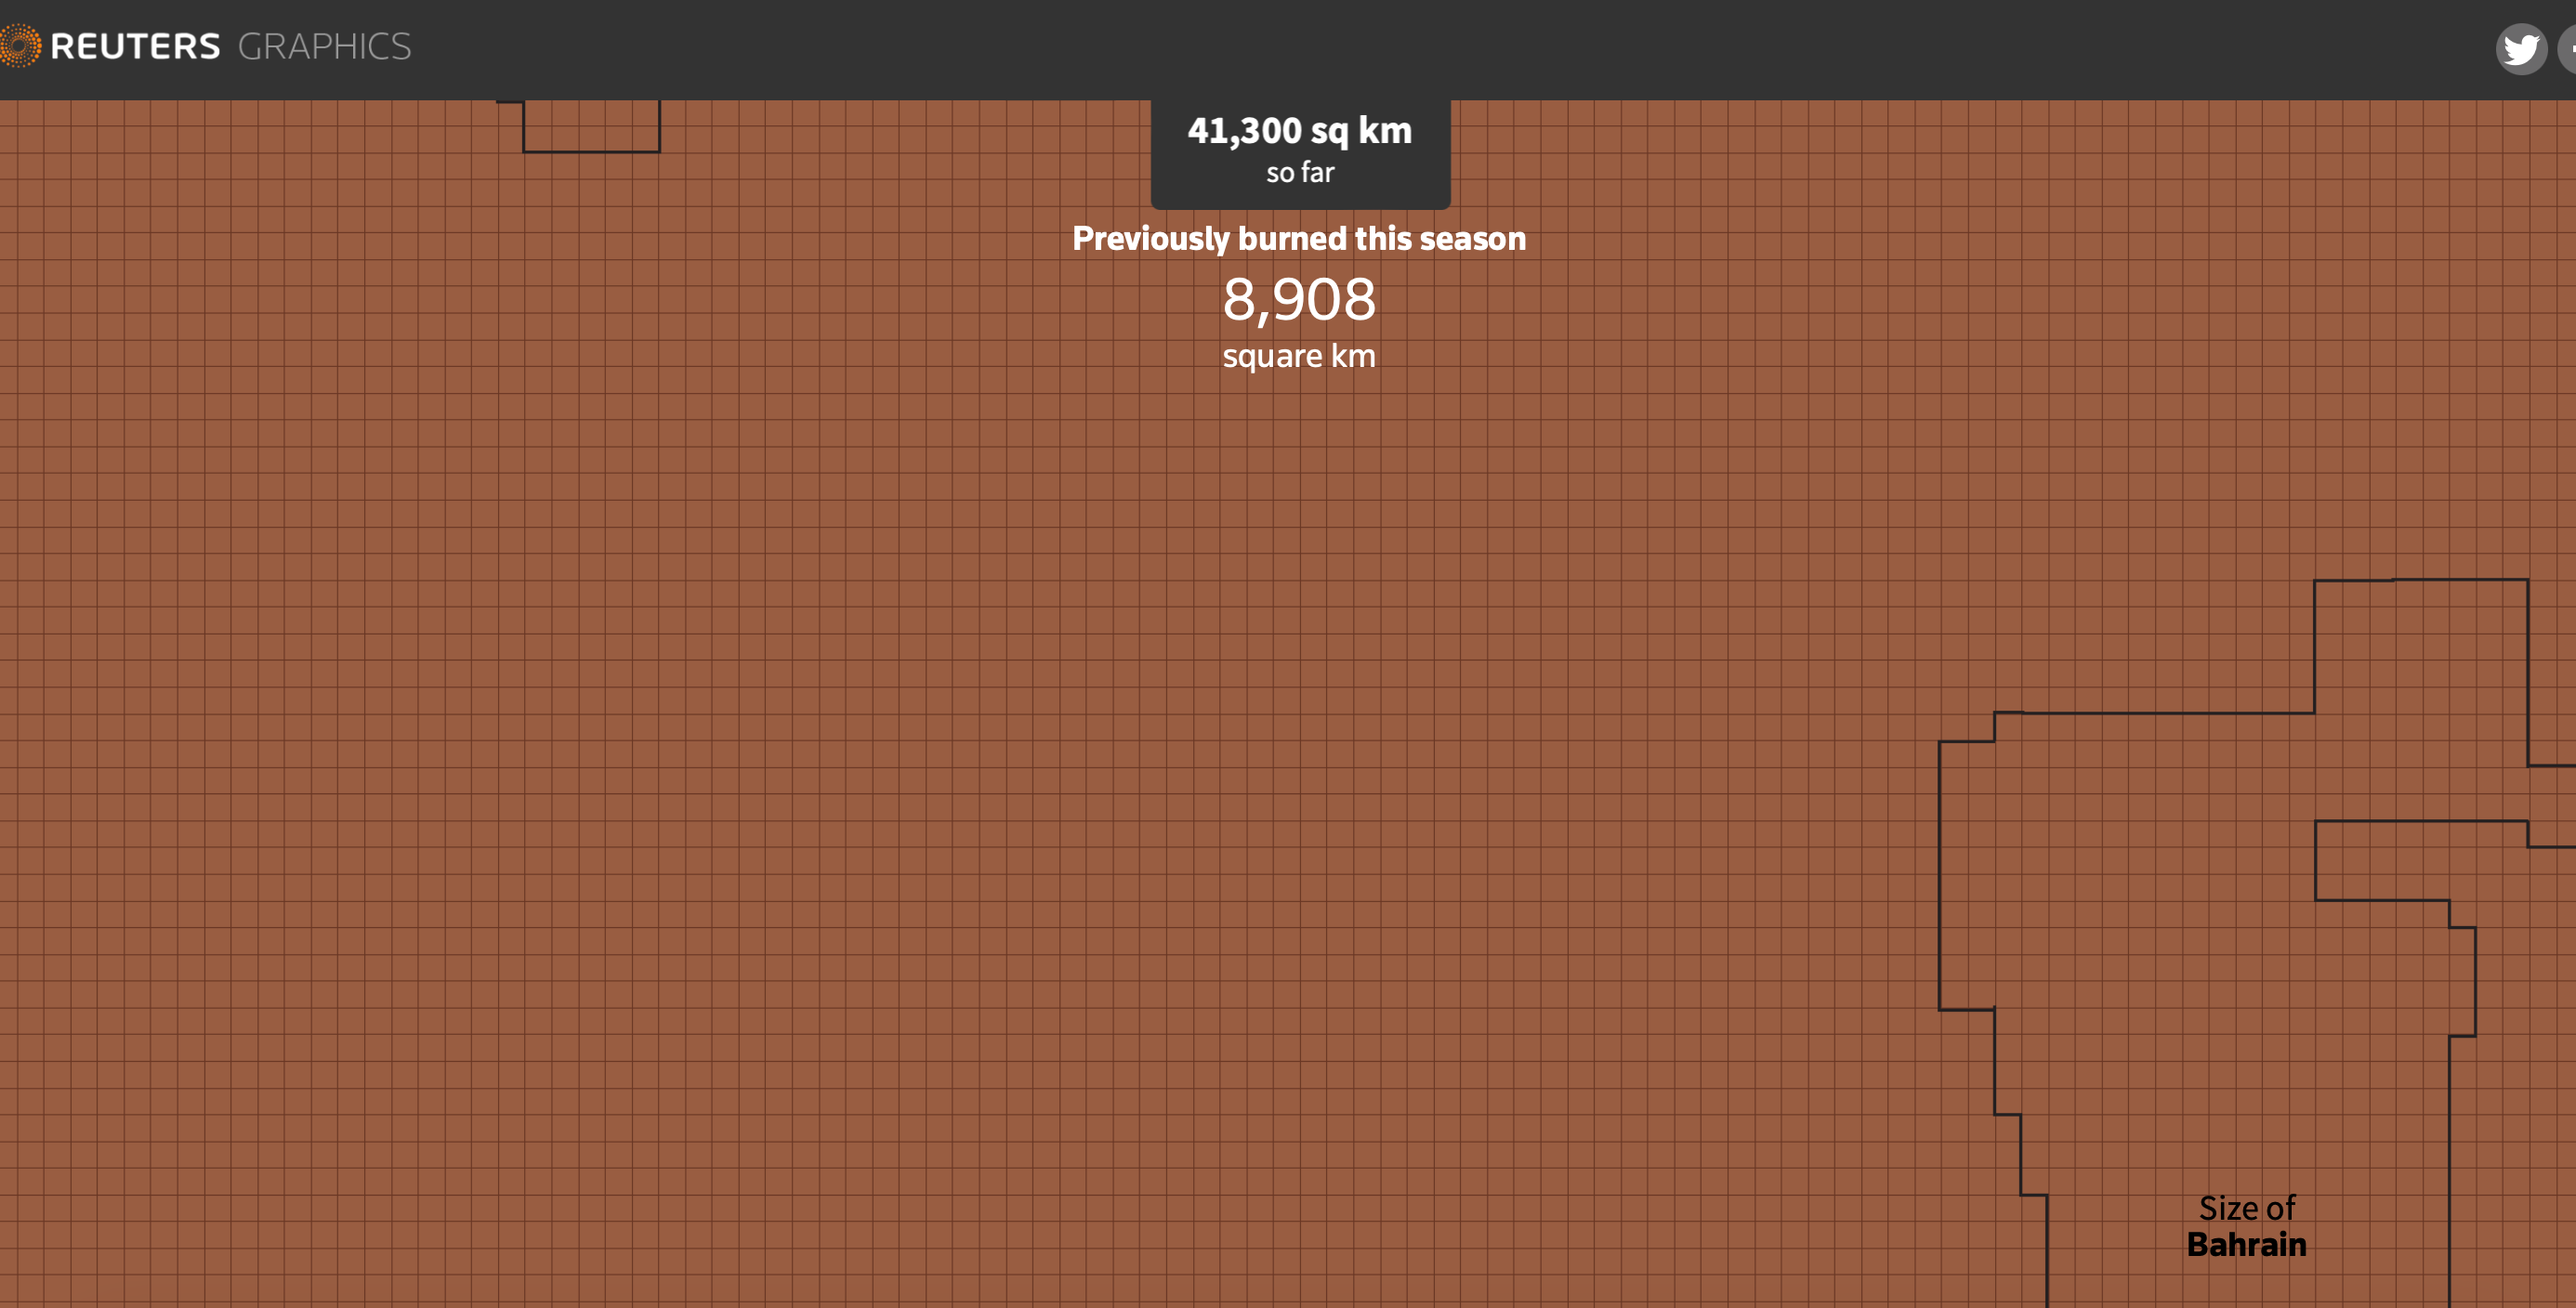 REUTERS GRAPHICS
41,300 sq km
so far
Previously burned this season
8,908
square km
Size of
Bahrain